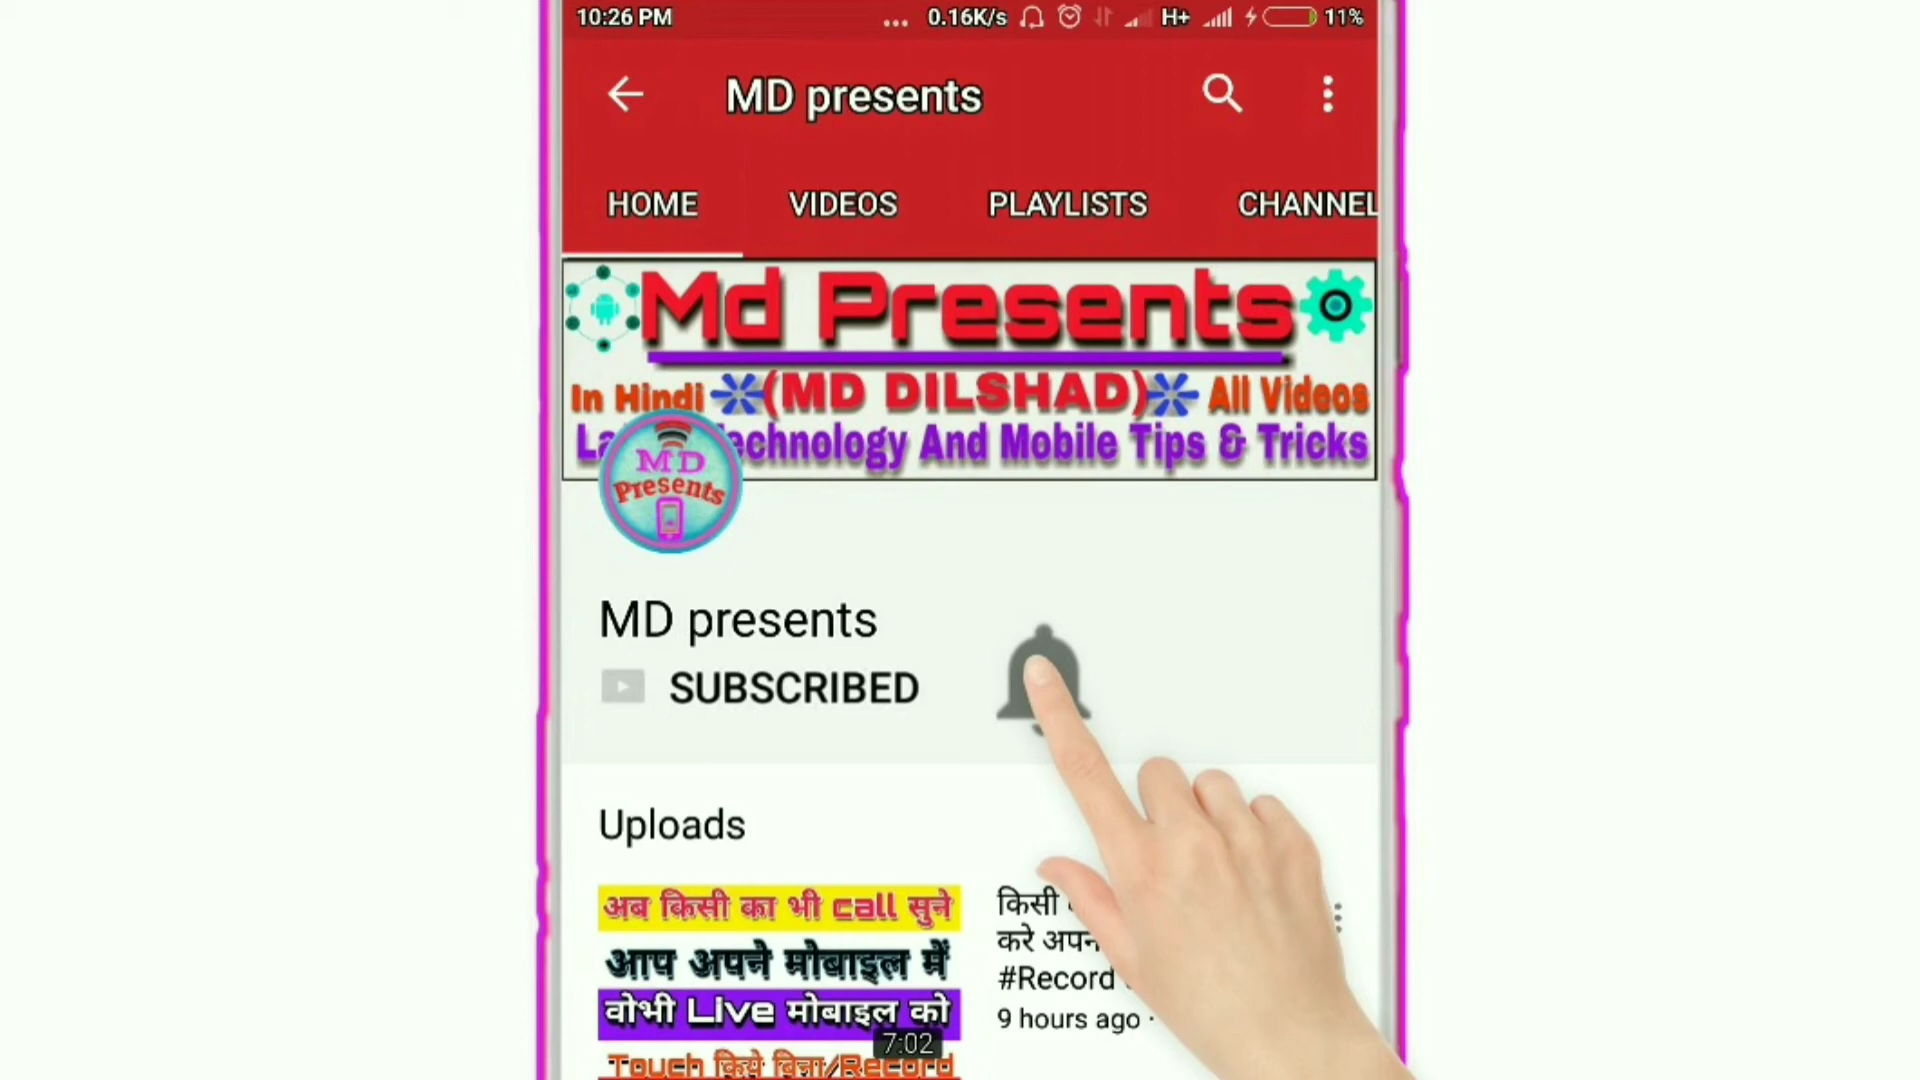 10:26 PM ... 0.16K/s H+ 11%
MD presents
HOME VIDEOS PLAYLISTS CHANNEL
Md Presents
In Hindi (MD DILSHAD) All Videos
echnology And Mobile Tips & Tricks
MD
Presents
MD presents
SUBSCRIBED
Uploads
अब किसी का भी call सुने
आप अपने मोबाइल में
वोभी Live मोबाइल को
7:02
Touch किये बिना/Record
किसी
करे अपन
#Record
9 hours ago ·